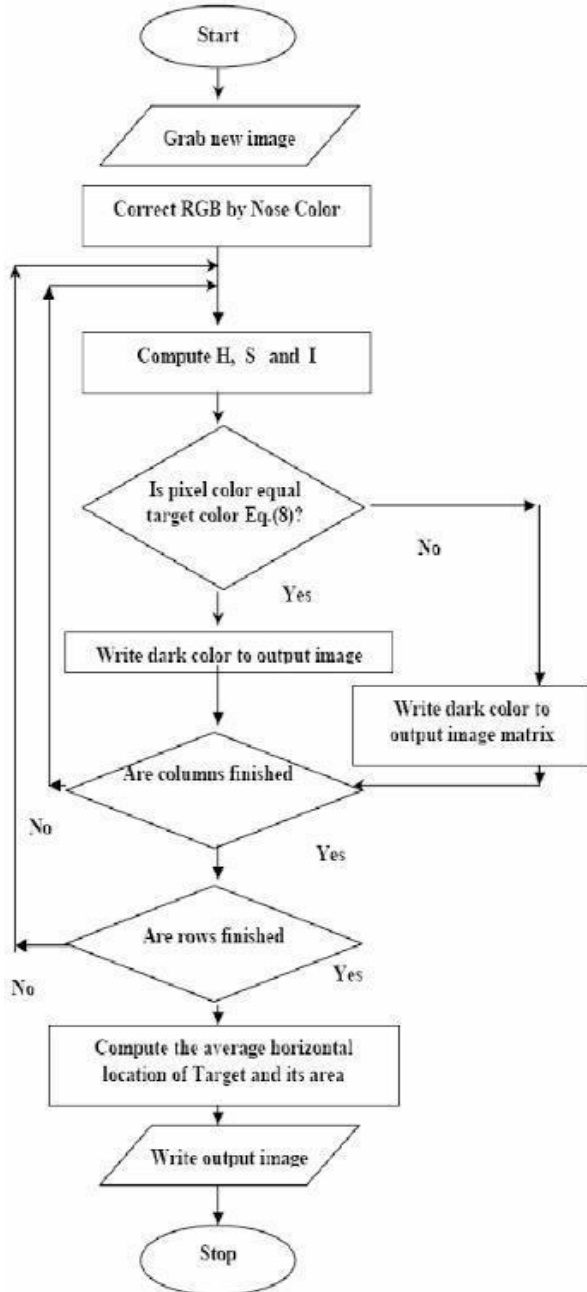 Start
Grab new image
Correct RGB by Nose Color
Compute H, S and I
Is pixel color equal
target color Eq.(8)?
No
Yes
Write dark color to output image
Write dark color to
output image matrix
Are columns finished
No
Yes
Are rows finished
Yes
No
Compute the average horizontal
location of Target and its area
Write output image
Stop